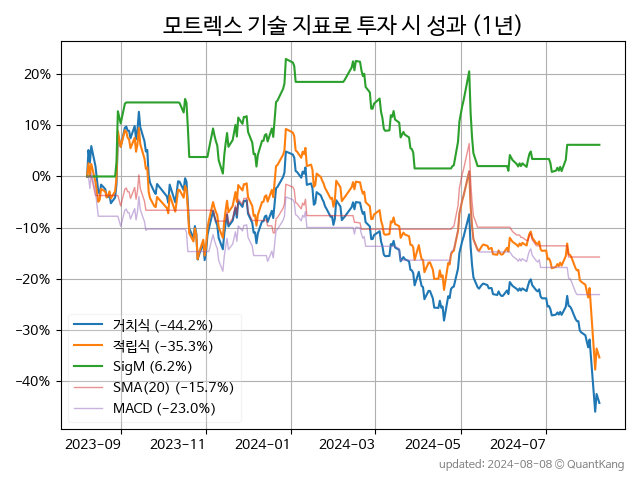 모트렉스 기술 지표로 투자 시 성과 (1년)
20%
10%
0%
−10%
−20%
−30%
−40%
거치식 (−44.2%)
적립식 (−35.3%)
SigM (6.2%)
SMA(20) (−15.7%)
MACD (−23.0%)
2023-09 2023-11 2024-01 2024-03 2024-05 2024-07
updated: 2024-08-08 © QuantKang